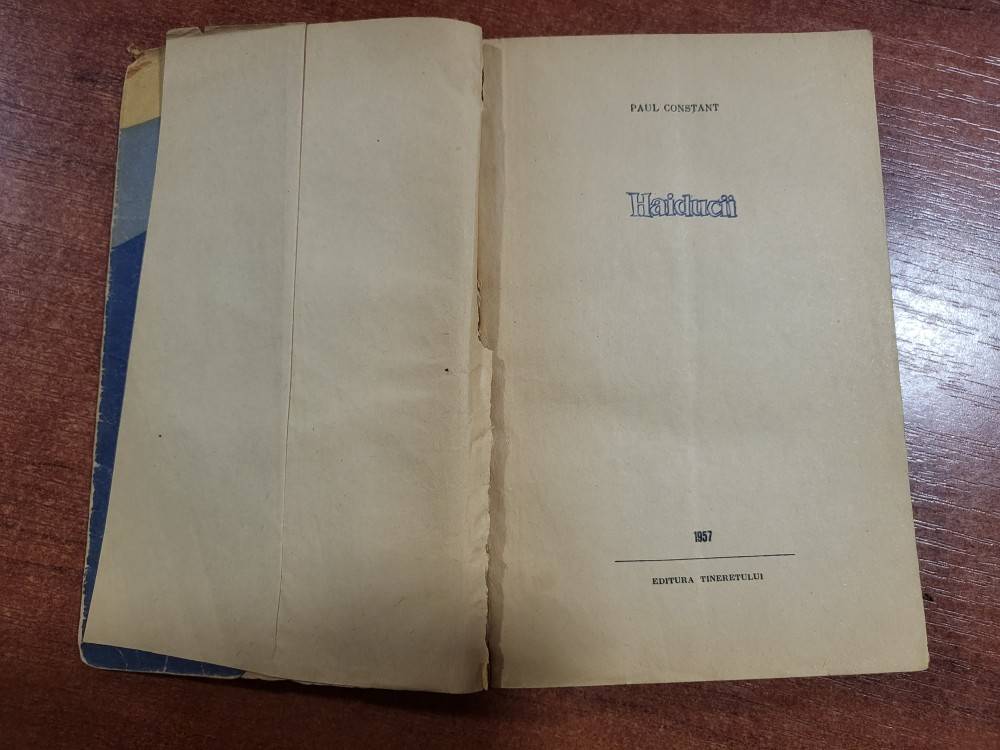 PAUL CONSTANT
Haiducii
1957
EDITURA TINERETULUI